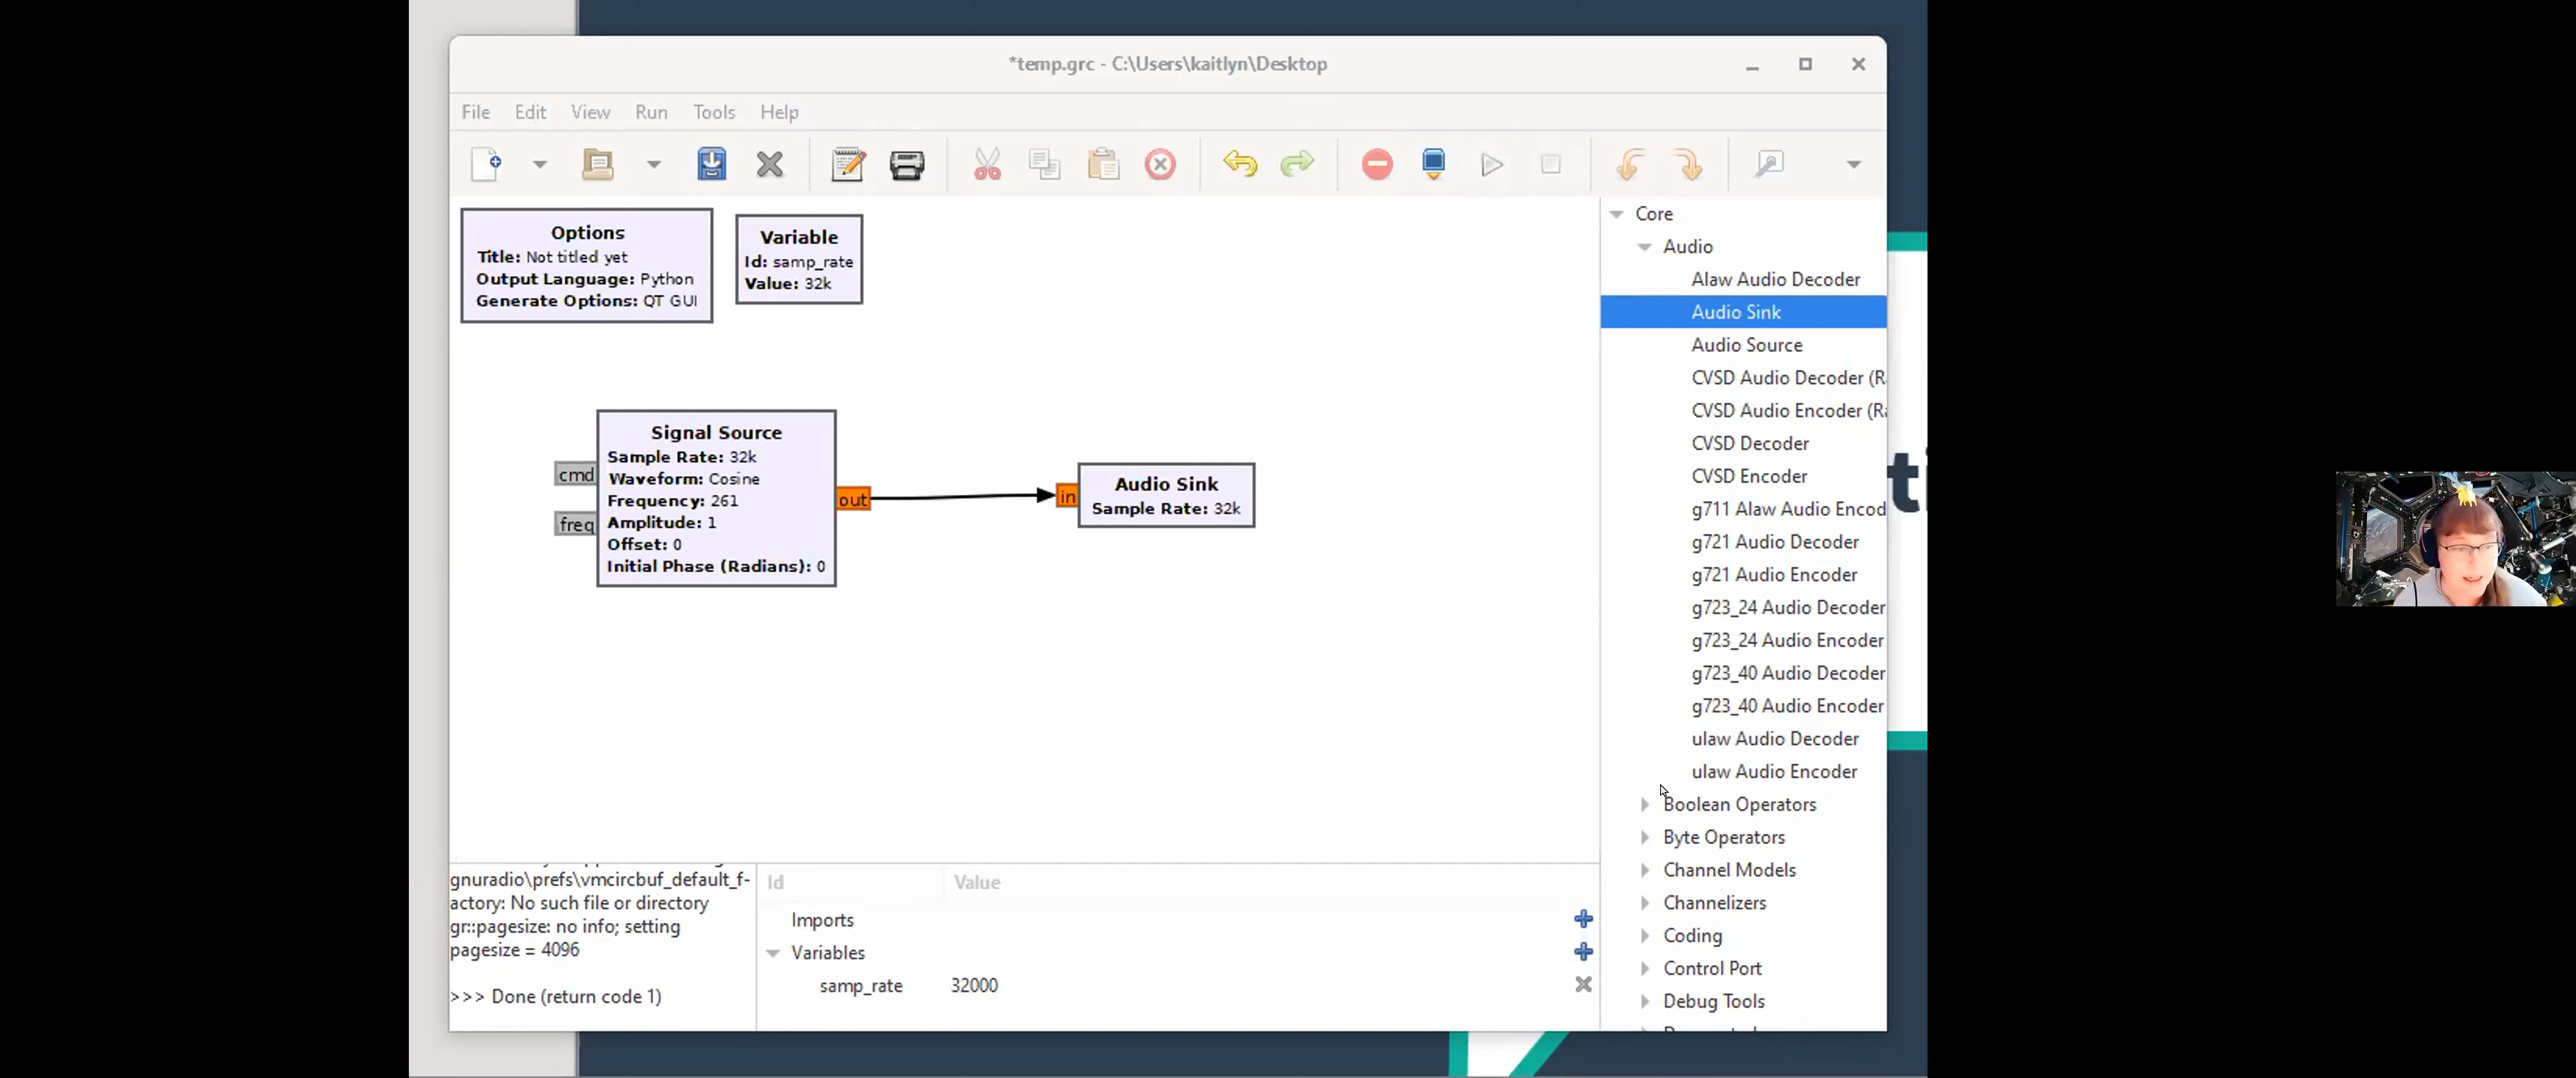 *temp.grc - C:\Users\kaitlyn\Desktop
File Edit View Run Tools Help
Options
Title: Not titled yet
Output Language: Python
Generate Options: QT GUI
Variable
Id: samp_rate
Value: 32k
Signal Source
Sample Rate: 32k
Waveform: Cosine
Frequency: 261
Amplitude: 1
Offset: 0
Initial Phase (Radians): 0
cmd
freq
out
in
Audio Sink
Sample Rate: 32k
Core
Audio
Alaw Audio Decoder
Audio Sink
Audio Source
CVSD Audio Decoder (R
CVSD Audio Encoder (Ra
CVSD Decoder
CVSD Encoder
g711 Alaw Audio Encod
g721 Audio Decoder
g721 Audio Encoder
g723_24 Audio Decoder
g723_24 Audio Encoder
g723_40 Audio Decoder
g723_40 Audio Encoder
ulaw Audio Decoder
ulaw Audio Encoder
Boolean Operators
Byte Operators
Channel Models
Channelizers
Coding
Control Port
Debug Tools
gnuradio\prefs\vmcircbuf_default_f-
actory: No such file or directory
gr::pagesize: no info; setting
pagesize = 4096
>>> Done (return code 1)
Id Value
Imports
Variables
samp_rate 32000
ti